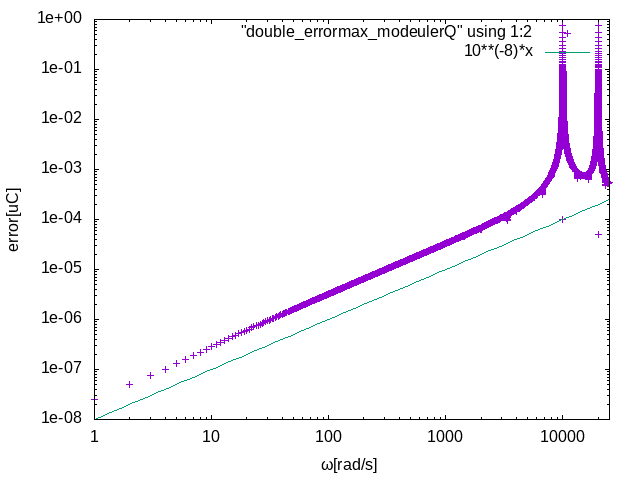 "double_errormax_modeulerQ" using 1:2
10**(-8)*x
1e+00
1e-01
1e-02
1e-03
1e-04
1e-05
1e-06
1e-07
1e-08
error[uC]
1 10 100 1000 10000
ω[rad/s]